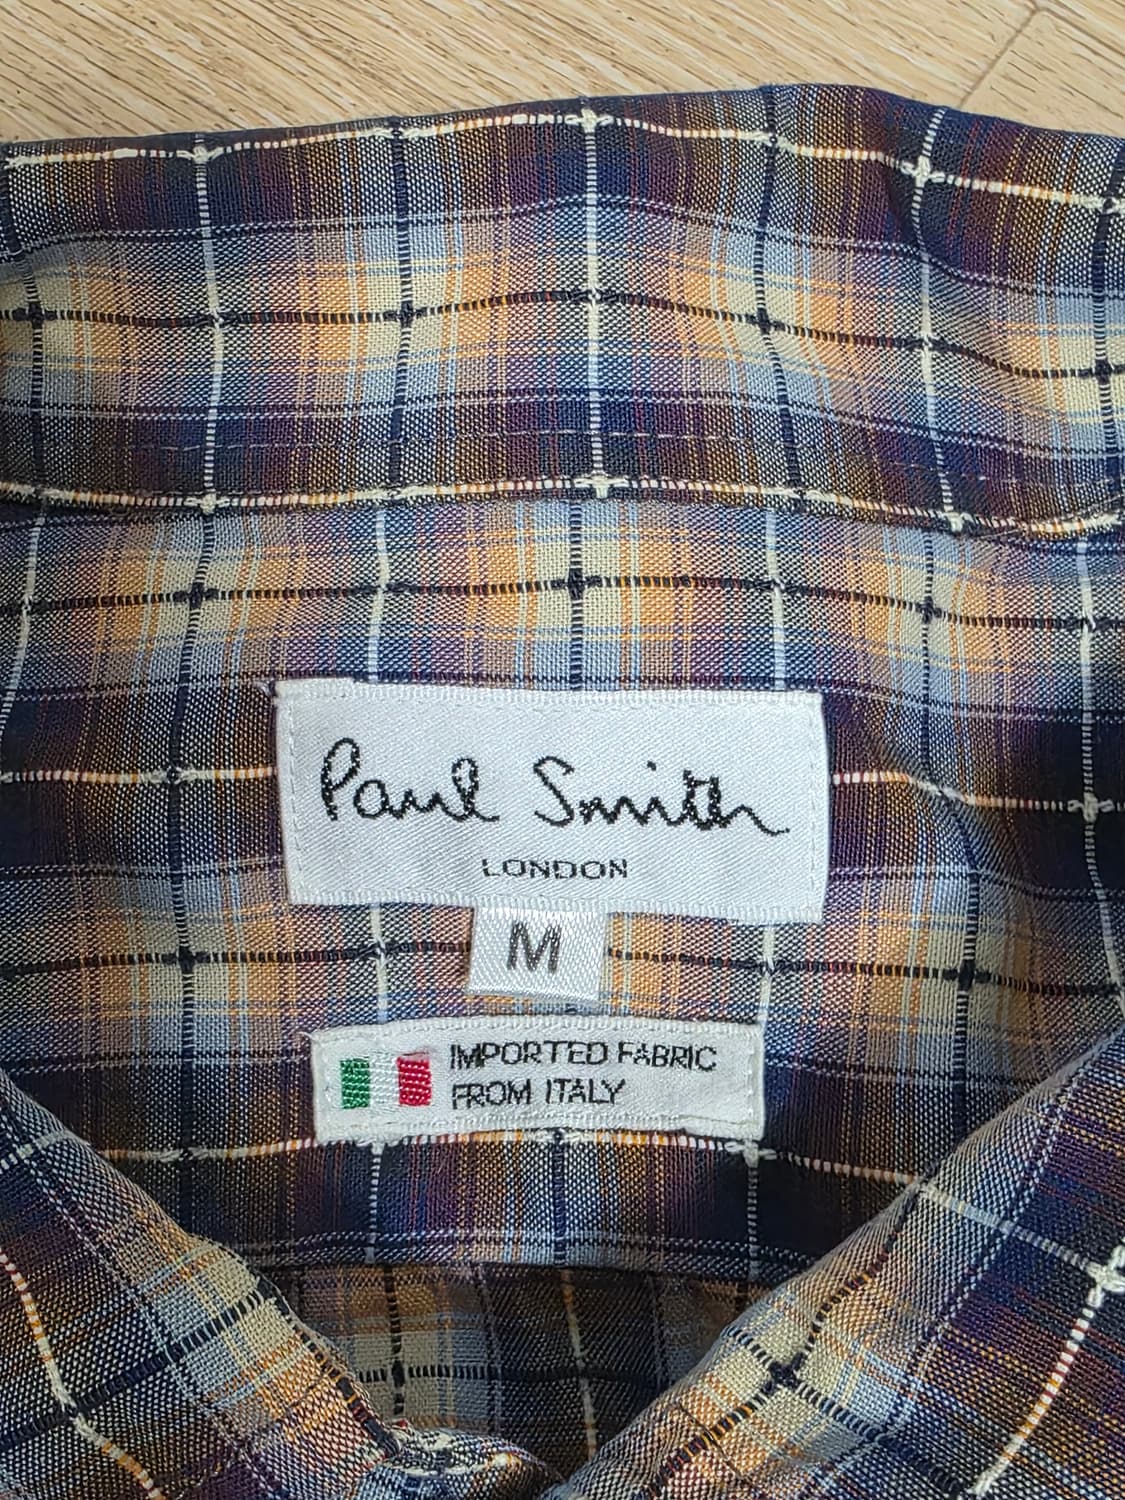 Paul Smith
LONDON
M
IMPORTED FABRIC
FROM ITALY